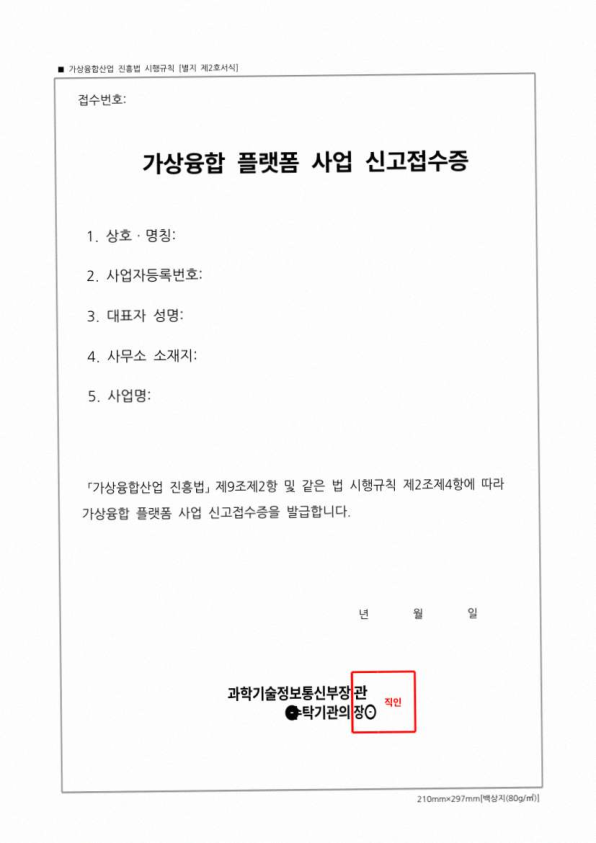 ■ 가상융합산업 진흥법 시행규칙 [별지 제2호서식]
접수번호:
가상융합 플랫폼 사업 신고접수증
1. 상호ㆍ명칭:
2. 사업자등록번호:
3. 대표자 성명:
4. 사무소 소재지:
5. 사업명:
「가상융합산업 진흥법」 제9조제2항 및 같은 법 시행규칙 제2조제4항에 따라
가상융합 플랫폼 사업 신고접수증을 발급합니다.
년 월 일
과학기술정보통신부장관
탁기관의 장
직인
210mm×297mm[백상지(80g/㎡)]